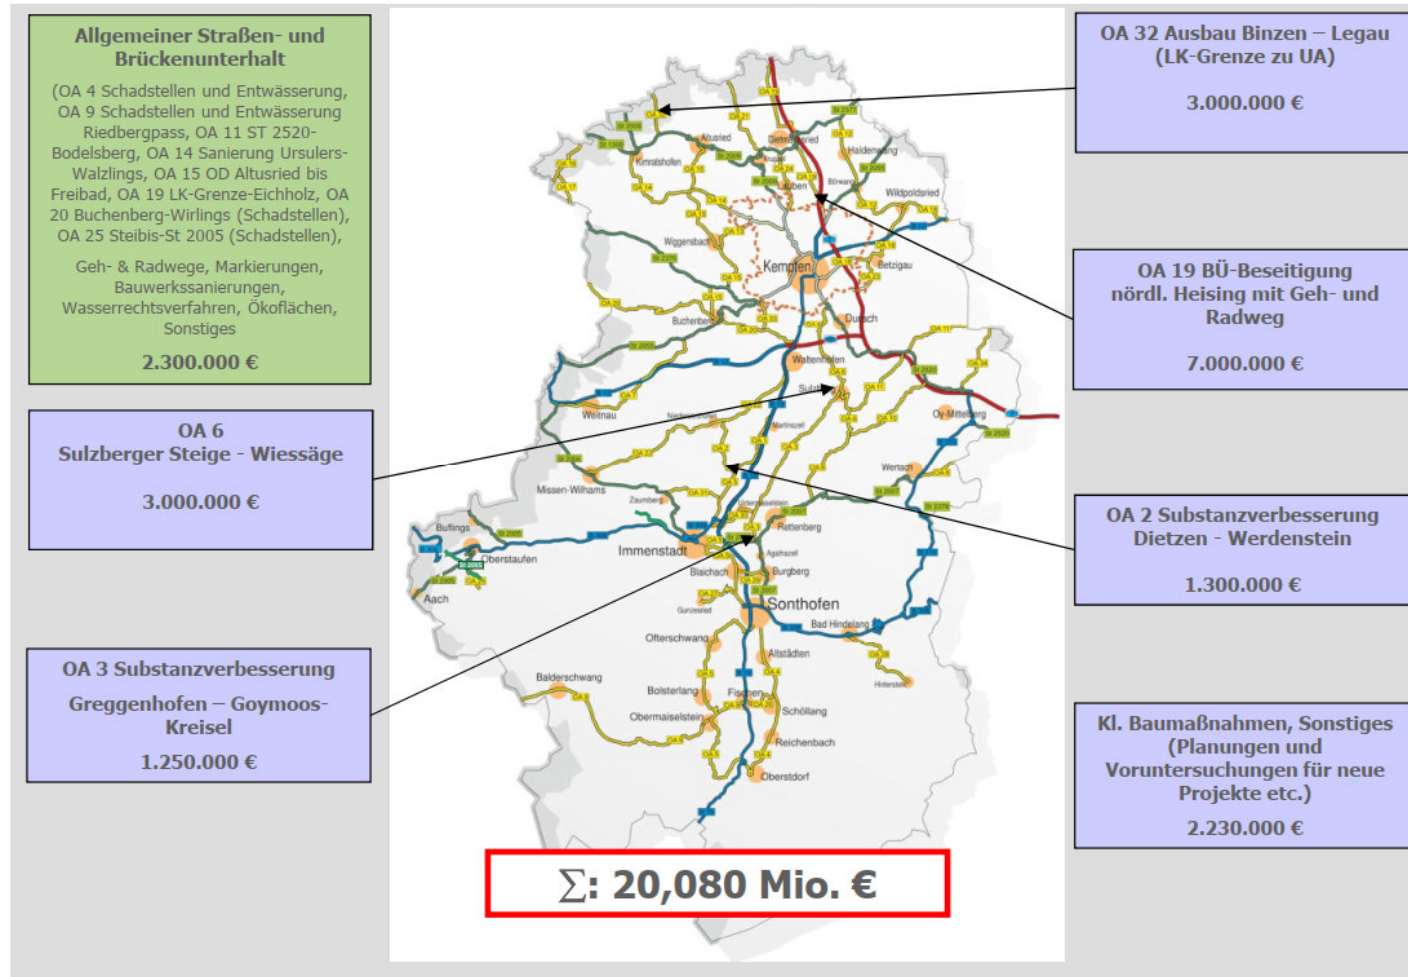 Allgemeiner Straßen- und
Brückenunterhalt
(OA 4 Schadstellen und Entwässerung,
OA 9 Schadstellen und Entwässerung
Riedbergpass, OA 11 ST 2520-
Bodelsberg, OA 14 Sanierung Ursulers-
Walzlings, OA 15 OD Altusried bis
Freibad, OA 19 LK-Grenze-Eichholz, OA
20 Buchenberg-Wirlings (Schadstellen),
OA 25 Steibis-St 2005 (Schadstellen),
Geh- & Radwege, Markierungen,
Bauwerkssanierungen,
Wasserrechtsverfahren, Ökoflächen,
Sonstiges
2.300.000 €
OA 6
Sulzberger Steige - Wiessäge
3.000.000 €
OA 3 Substanzverbesserung
Greggenhofen – Goymoos-
Kreisel
1.250.000 €
OA 32 Ausbau Binzen – Legau
(LK-Grenze zu UA)
3.000.000 €
OA 19 BÜ-Beseitigung
nördl. Heising mit Geh- und
Radweg
7.000.000 €
OA 2 Substanzverbesserung
Dietzen - Werdenstein
1.300.000 €
Kl. Baumaßnahmen, Sonstiges
(Planungen und
Voruntersuchungen für neue
Projekte etc.)
2.230.000 €
Altusried
Kimratshofen
Haldenwang
Lauben
Börwang
Wildpoldsried
Wiggensbach
Kempten
Betzigau
Buchenberg
Durach
Waltenhofen
Weitnau
Oy-Mittelberg
Martinszell
Wertach
Missen-Wilhams
Zaumberg
Rettenberg
Buflings
Oberstaufen
Immenstadt
Agathszell
Aach
Blaichach
Burgberg
Gunzesried
Sonthofen
Bad Hindelang
Ofterschwang
Altstädten
Hinterstein
Balderschwang
Bolsterlang
Fischen
Schöllang
Obermaiselstein
Reichenbach
Oberstdorf
∑: 20,080 Mio. €